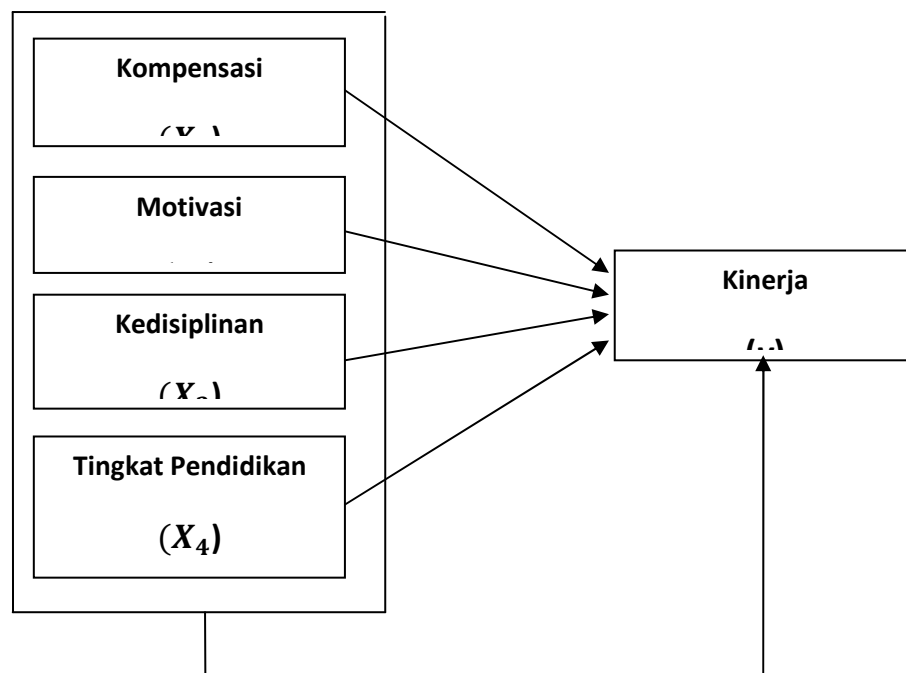 Kompensasi
Motivasi
Kedisiplinan
Tingkat Pendidikan
(X₄)
Kinerja